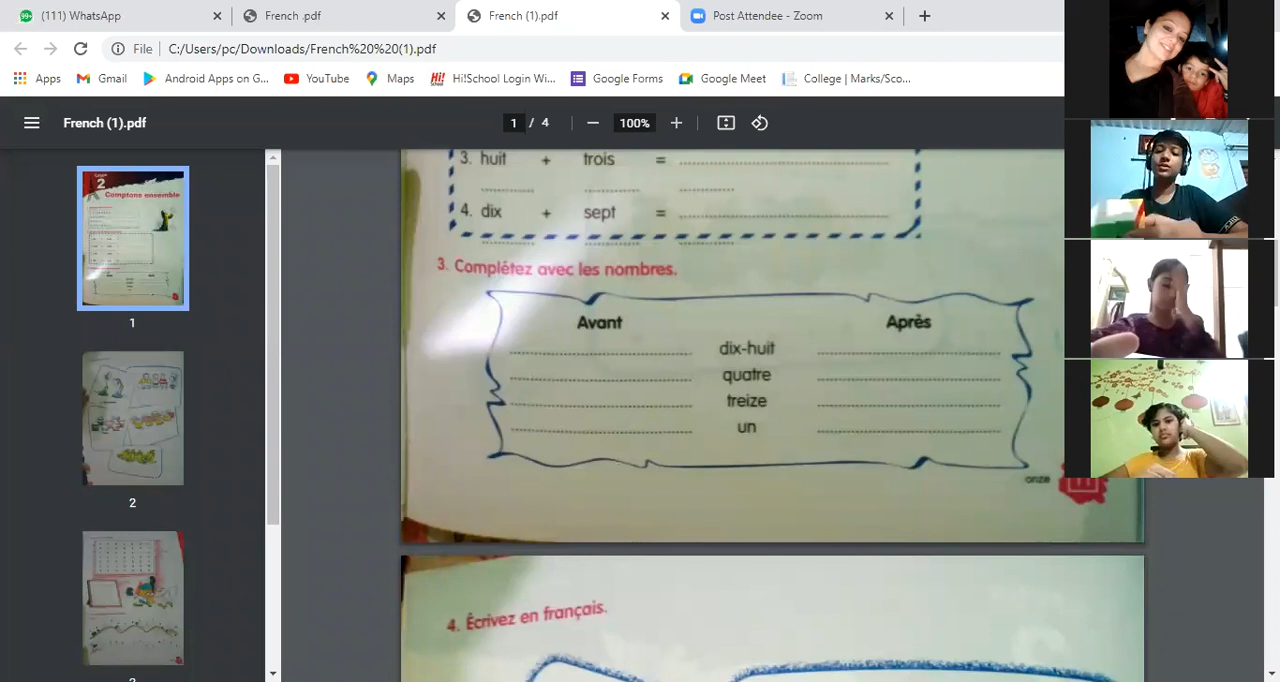 (111) WhatsApp
French .pdf
French (1).pdf
Post Attendee - Zoom
File
C:/Users/pc/Downloads/French%20%20(1).pdf
Apps
Gmail
Android Apps on G...
YouTube
Maps
Hi!School Login Wi...
Google Forms
Google Meet
College | Marks/Sco...
French (1).pdf
1 / 4
100%
2
Comptons ensemble
1
2
3. huit + trois =
4. dix + sept =
3. Complétez avec les nombres.
Avant Après
dix-huit
quatre
treize
un
onze
4. Écrivez en français.